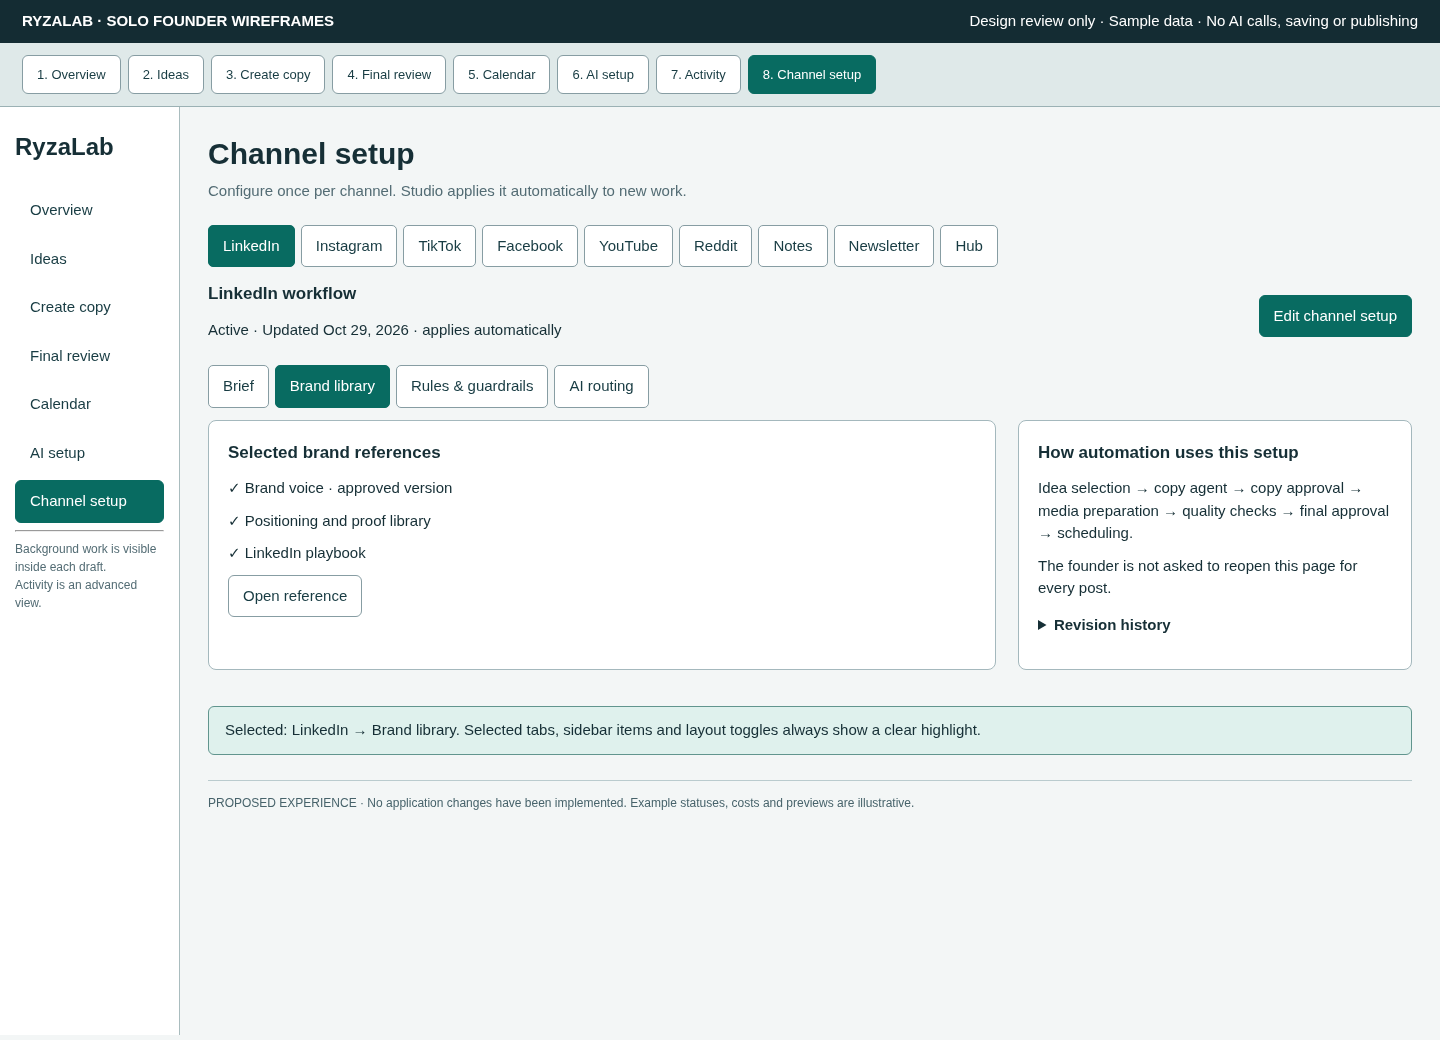 RYZALAB · SOLO FOUNDER WIREFRAMES
Design review only · Sample data · No AI calls, saving or publishing
1. Overview
2. Ideas
3. Create copy
4. Final review
5. Calendar
6. AI setup
7. Activity
8. Channel setup
RyzaLab
Overview
Ideas
Create copy
Final review
Calendar
AI setup
Channel setup
Background work is visible
inside each draft.
Activity is an advanced
view.
Channel setup
Configure once per channel. Studio applies it automatically to new work.
LinkedIn
Instagram
TikTok
Facebook
YouTube
Reddit
Notes
Newsletter
Hub
LinkedIn workflow
Active · Updated Oct 29, 2026 · applies automatically
Edit channel setup
Brief
Brand library
Rules & guardrails
AI routing
Selected brand references
✓ Brand voice · approved version
✓ Positioning and proof library
✓ LinkedIn playbook
Open reference
How automation uses this setup
Idea selection → copy agent → copy approval →
media preparation → quality checks → final approval
→ scheduling.
The founder is not asked to reopen this page for
every post.
▶ Revision history
Selected: LinkedIn → Brand library. Selected tabs, sidebar items and layout toggles always show a clear highlight.
PROPOSED EXPERIENCE · No application changes have been implemented. Example statuses, costs and previews are illustrative.